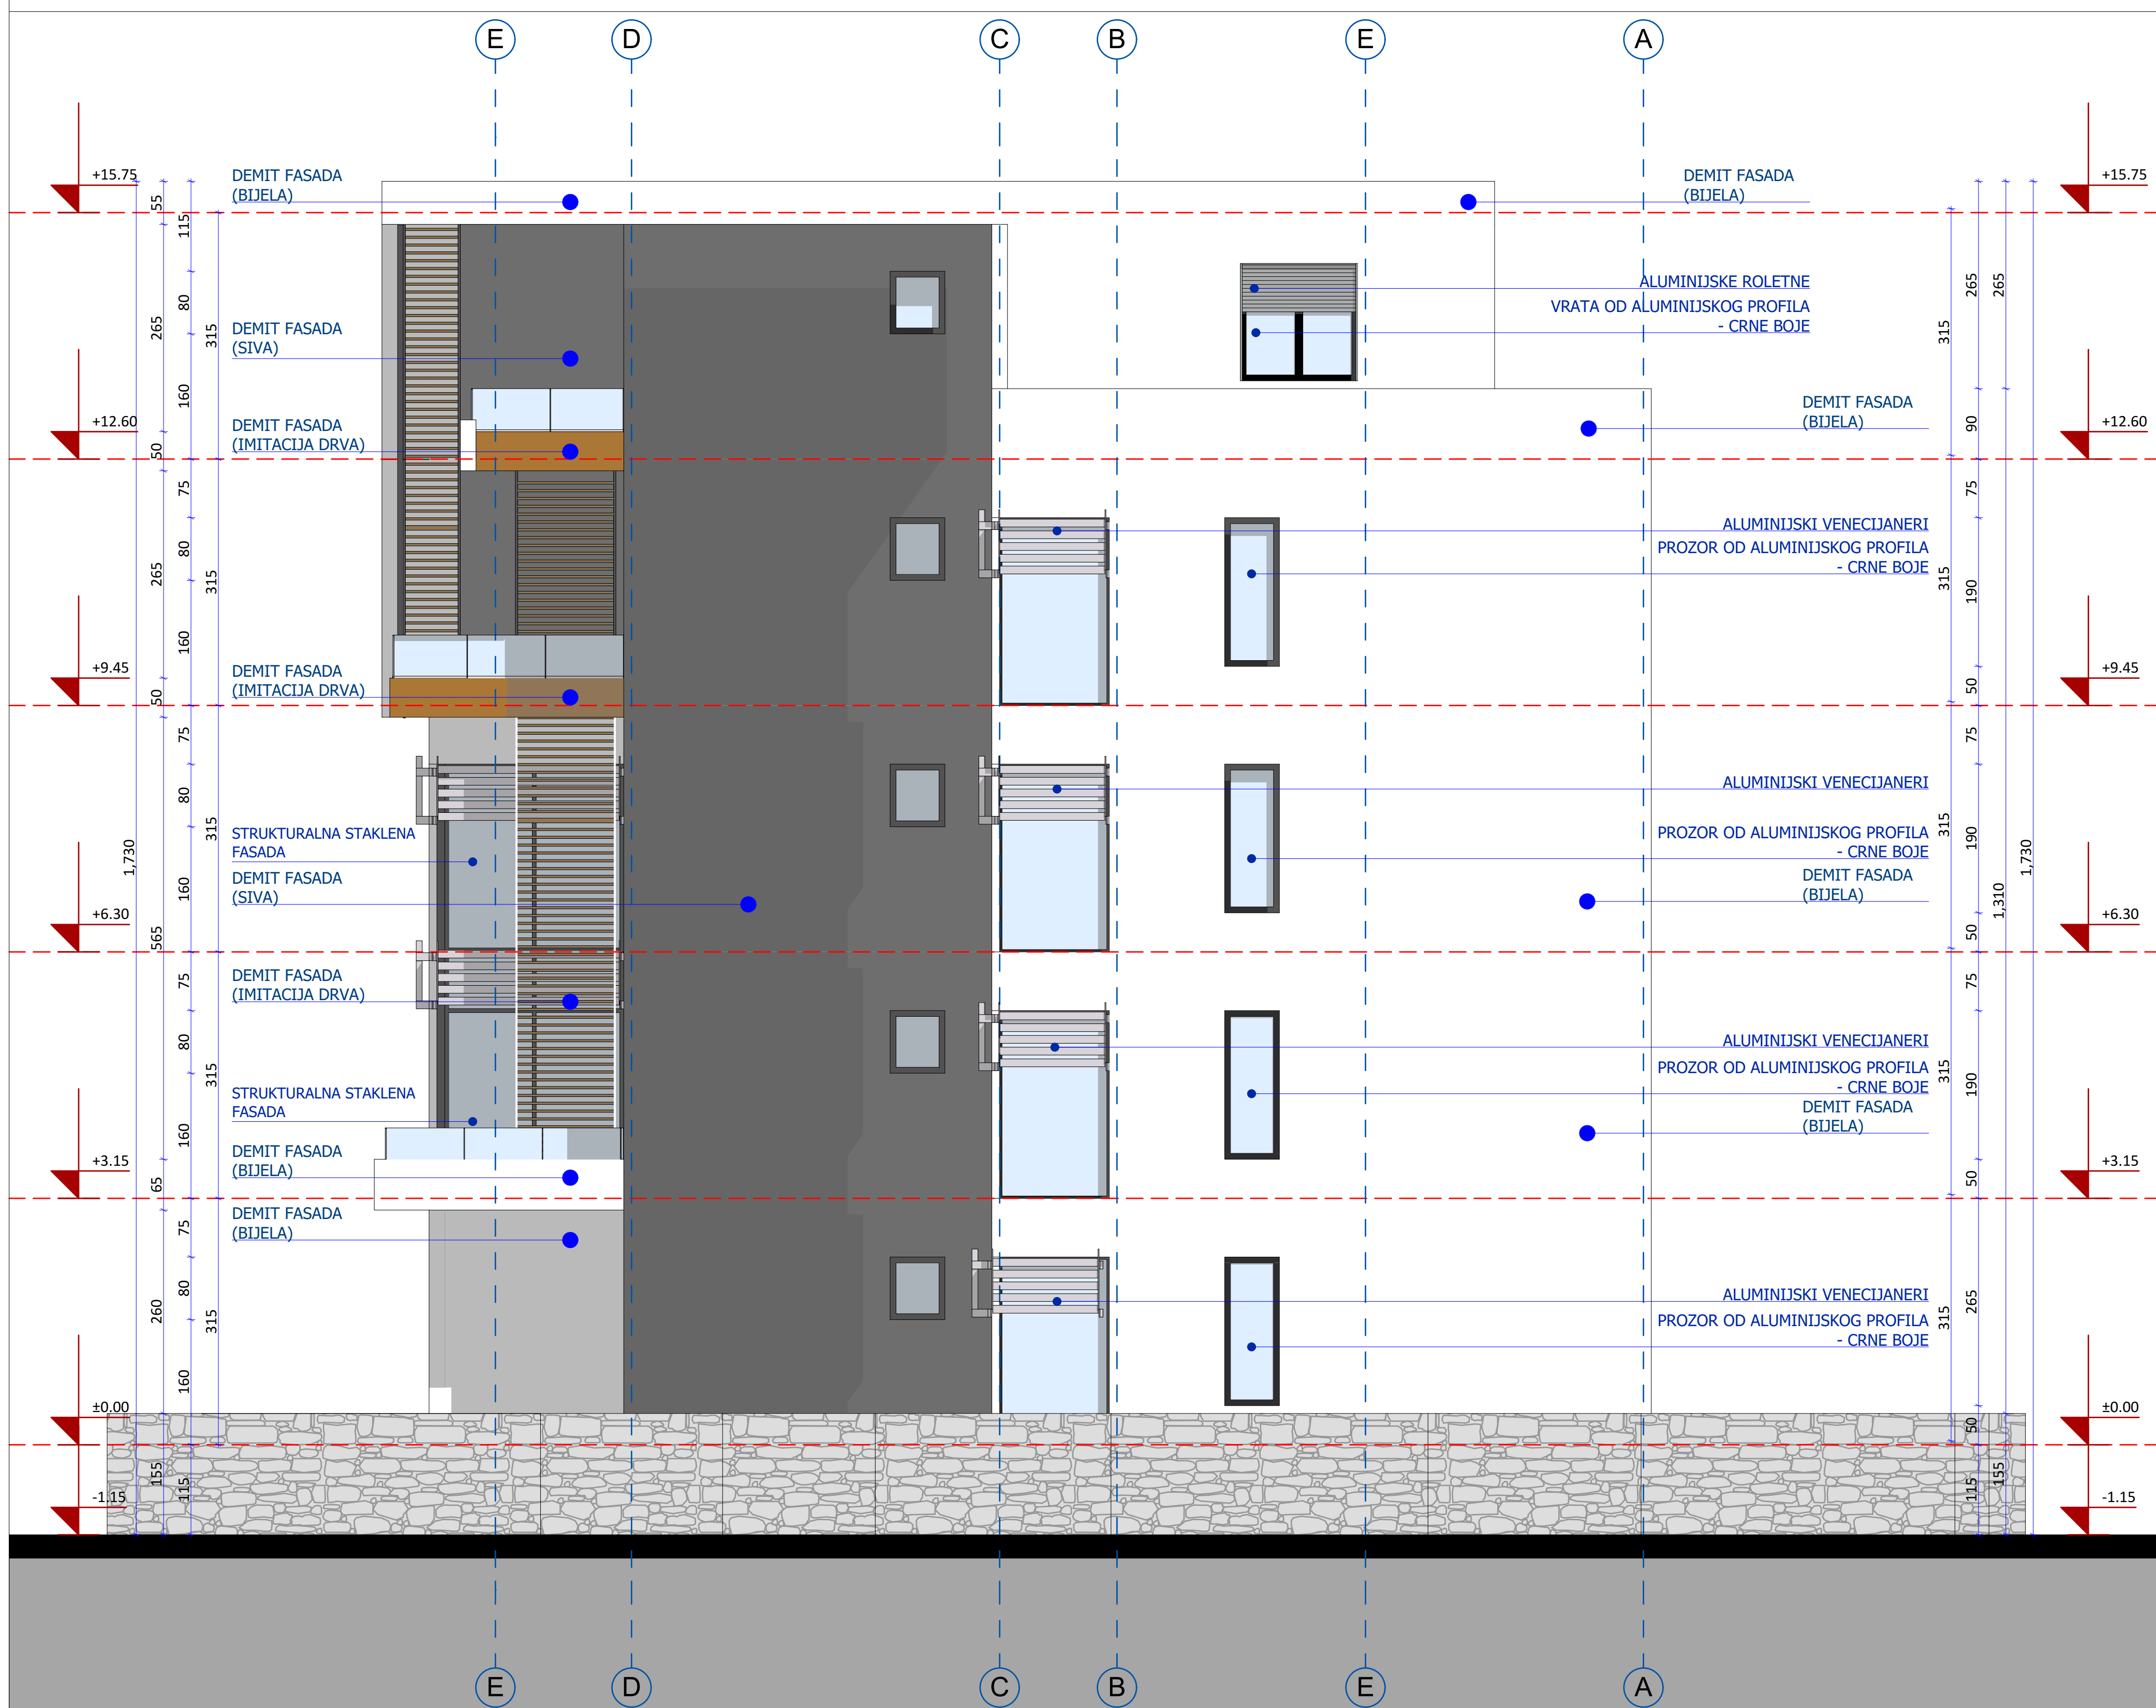 E D C B E A
+15.75
+12.60
+9.45
+6.30
+3.15
±0.00
-1.15
1,730
55
265
50
265
50
565
65
260
155
115
80
160
75
80
160
75
80
160
75
80
160
75
80
160
115
315
315
315
315
315
DEMIT FASADA
(BIJELA)
DEMIT FASADA
(SIVA)
DEMIT FASADA
(IMITACIJA DRVA)
DEMIT FASADA
(IMITACIJA DRVA)
STRUKTURALNA STAKLENA
FASADA
DEMIT FASADA
(SIVA)
DEMIT FASADA
(IMITACIJA DRVA)
STRUKTURALNA STAKLENA
FASADA
DEMIT FASADA
(BIJELA)
DEMIT FASADA
(BIJELA)
DEMIT FASADA
(BIJELA)
ALUMINIJSKE ROLETNE
VRATA OD ALUMINIJSKOG PROFILA
- CRNE BOJE
DEMIT FASADA
(BIJELA)
ALUMINIJSKI VENECIJANERI
PROZOR OD ALUMINIJSKOG PROFILA
- CRNE BOJE
ALUMINIJSKI VENECIJANERI
PROZOR OD ALUMINIJSKOG PROFILA
- CRNE BOJE
DEMIT FASADA
(BIJELA)
ALUMINIJSKI VENECIJANERI
PROZOR OD ALUMINIJSKOG PROFILA
- CRNE BOJE
DEMIT FASADA
(BIJELA)
ALUMINIJSKI VENECIJANERI
PROZOR OD ALUMINIJSKOG PROFILA
- CRNE BOJE
315
315
315
315
315
265
90
75
190
50
75
190
50
75
190
50
265
50
115
265
1,310
155
1,730
+15.75
+12.60
+9.45
+6.30
+3.15
±0.00
-1.15
E D C B E A